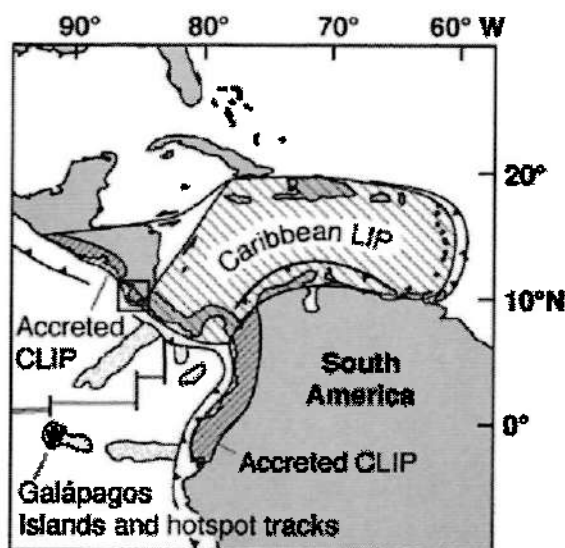 90° 80° 70° 60° W
20°
Caribbean LIP
10°N
Accreted
CLIP
South
America
0°
Accreted CLIP
Galápagos
Islands and hotspot tracks